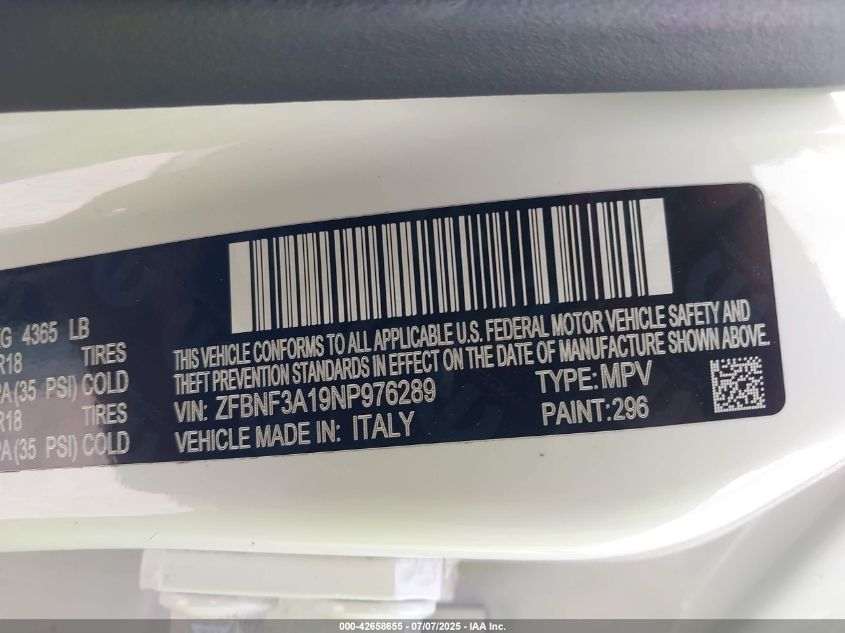 G 4365 LB
R18 TIRES
PA (35 PSI) COLD
R18 TIRES
PA (35 PSI) COLD
THIS VEHICLE CONFORMS TO ALL APPLICABLE U.S. FEDERAL MOTOR VEHICLE SAFETY AND
THEFT PREVENTION STANDARDS IN EFFECT ON THE DATE OF MANUFACTURE SHOWN ABOVE.
VIN: ZFBNF3A19NP976289 TYPE: MPV
VEHICLE MADE IN: ITALY PAINT:296
000-42658655 - 07/07/2025 - IAA Inc.